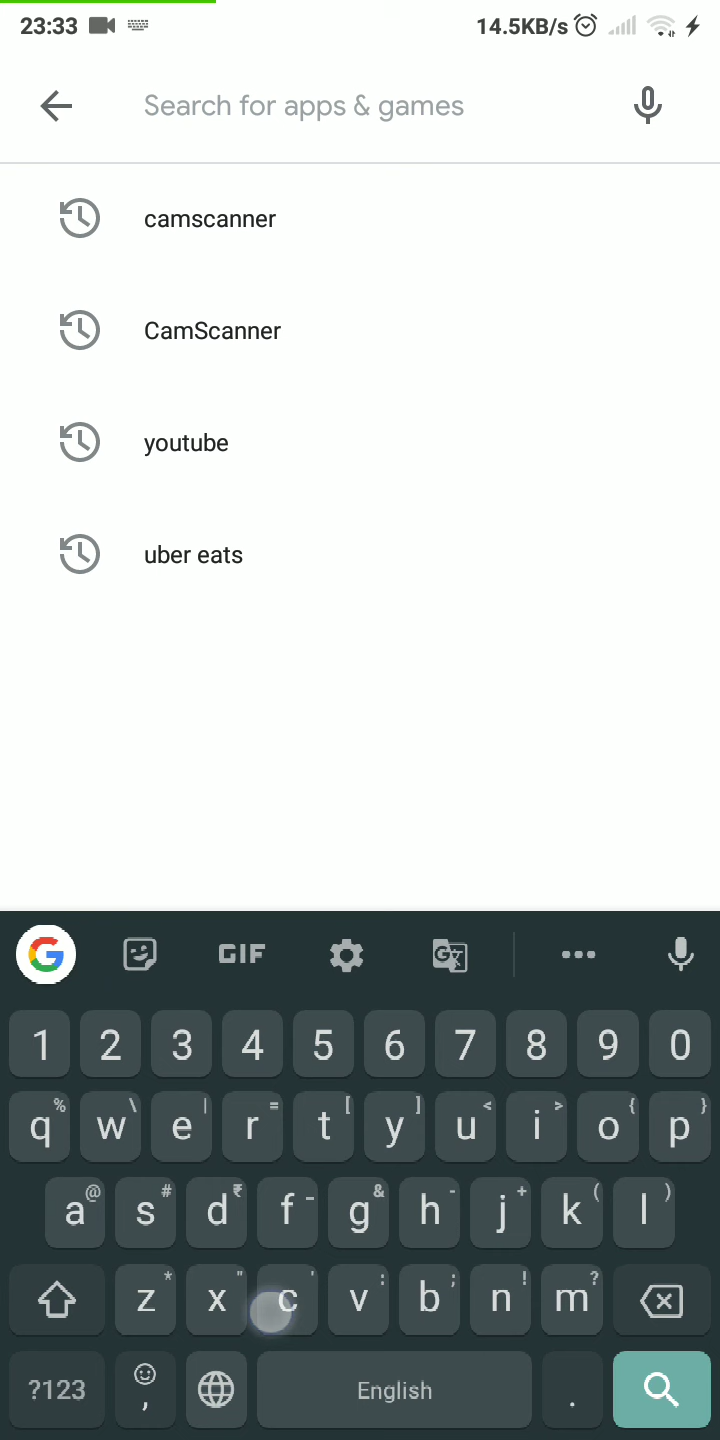 23:33 14.5KB/s
Search for apps & games
camscanner
CamScanner
youtube
uber eats
G GIF G
1 2 3 4 5 6 7 8 9 0
% \ | = [ ] < > { }
q w e r t y u i o p
@ # ₹ _ & - + ( )
a s d f g h j k l
* " ' : ; ! ?
z x c v b n m
?123 , English .